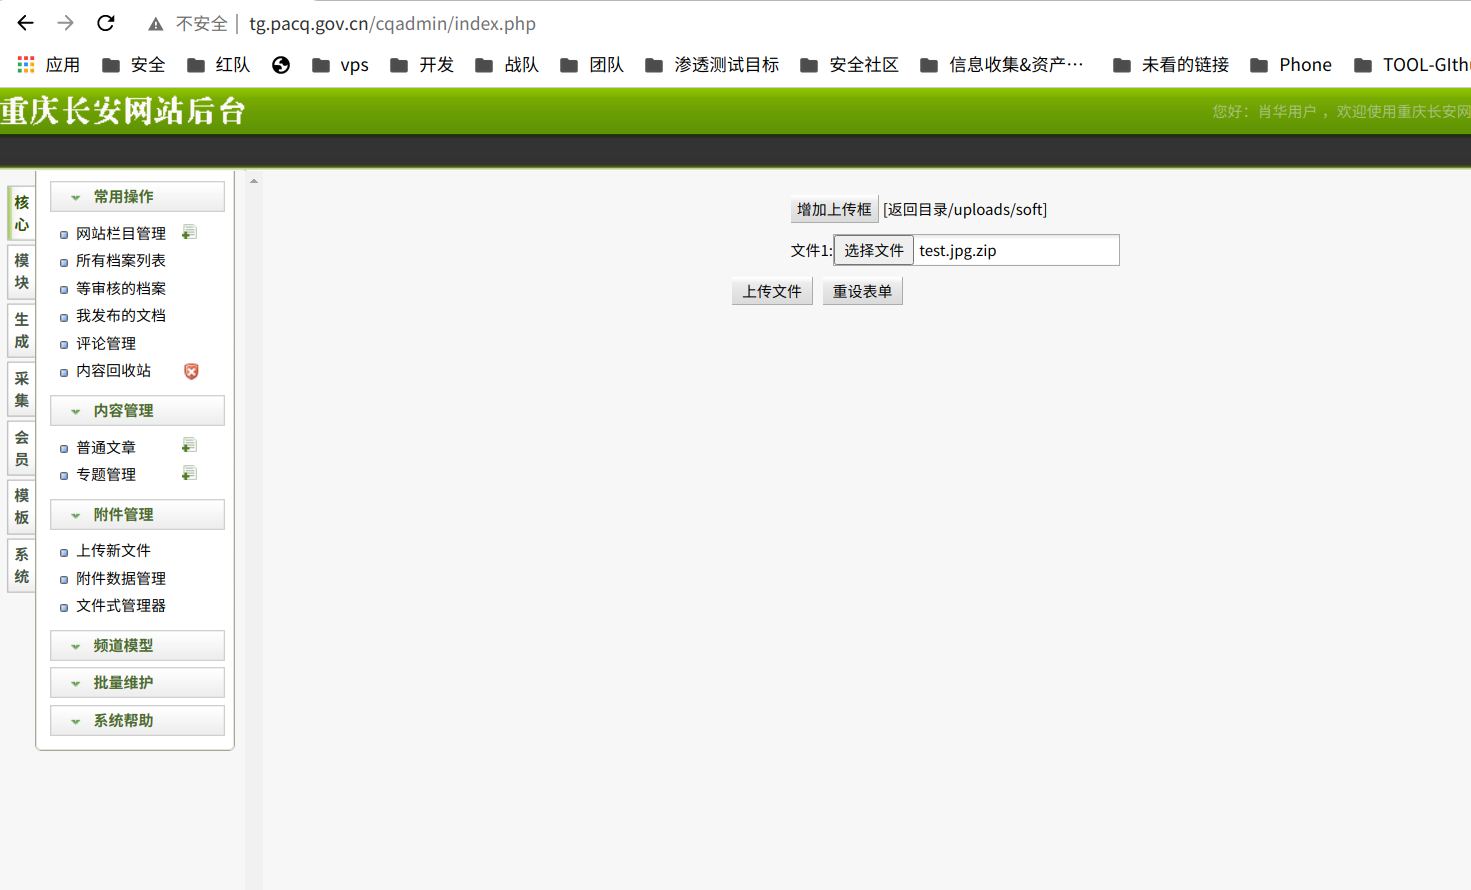 不安全 | tg.pacq.gov.cn/cqadmin/index.php
应用 安全 红队 vps 开发 战队 团队 渗透测试目标 安全社区 信息收集&资产… 未看的链接 Phone TOOL-GIth
重庆长安网站后台
您好：肖华用户 ，欢迎使用重庆长安网
核心
模块
生成
采集
会员
模板
系统
常用操作
网站栏目管理
所有档案列表
等审核的档案
我发布的文档
评论管理
内容回收站
内容管理
普通文章
专题管理
附件管理
上传新文件
附件数据管理
文件式管理器
频道模型
批量维护
系统帮助
增加上传框 [返回目录/uploads/soft]
文件1: 选择文件 test.jpg.zip
上传文件 重设表单